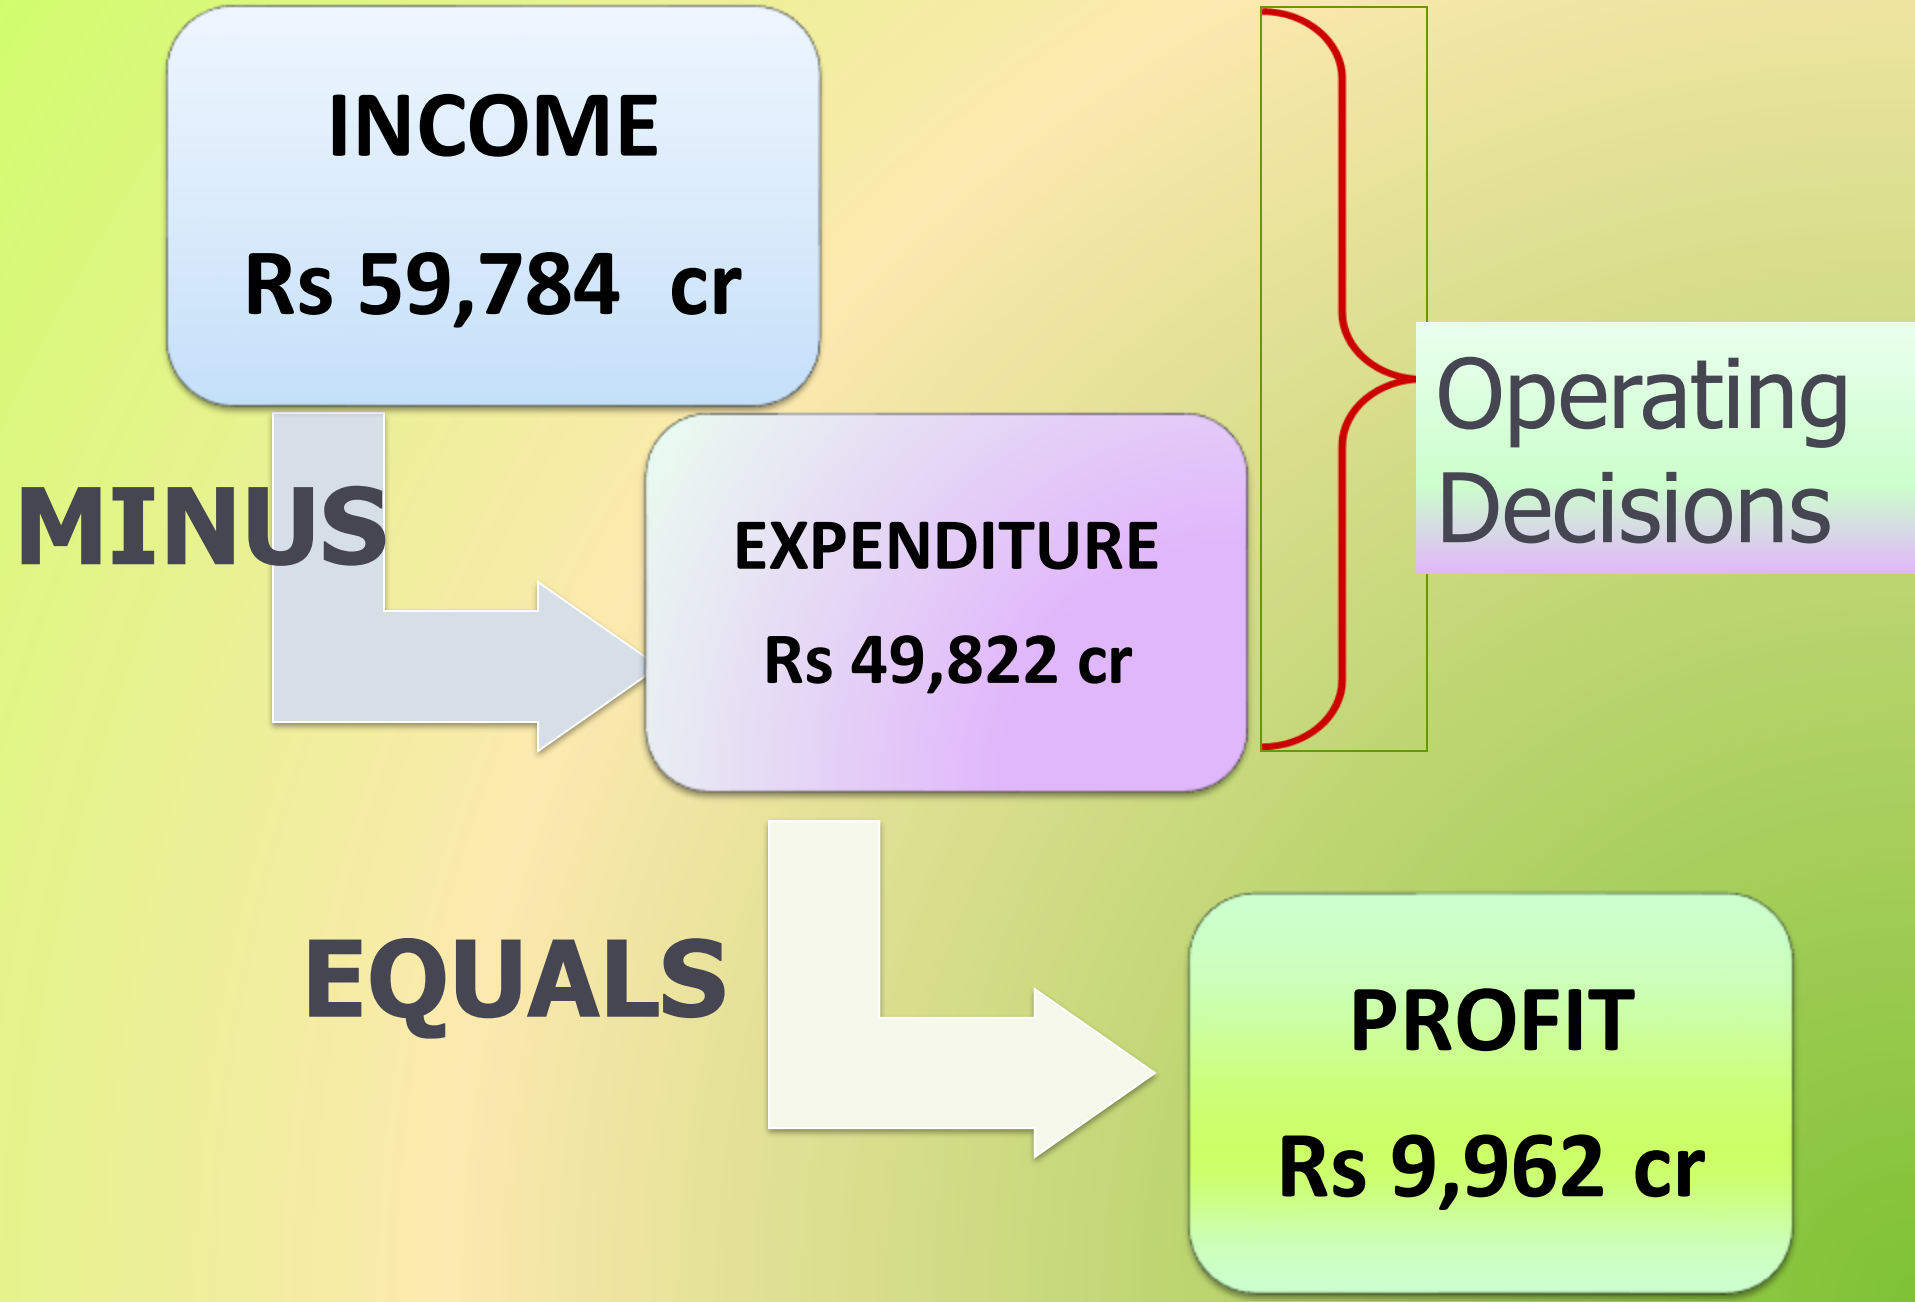 INCOME
Rs 59,784  cr
MINUS
EXPENDITURE
Rs 49,822 cr
Operating
Decisions
EQUALS
PROFIT
Rs 9,962 cr